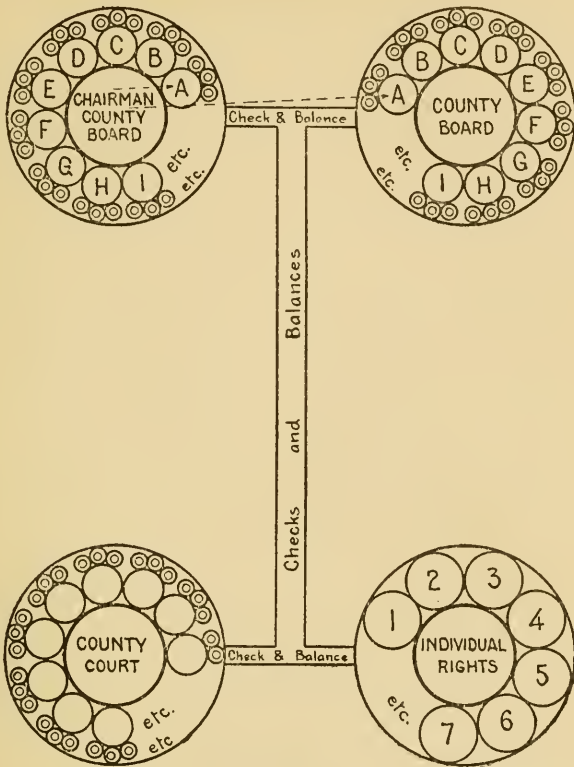 C
D
B
E
A
CHAIRMAN
COUNTY
BOARD
F
G
H
I
etc.
etc.
Check & Balance
C
B
D
A
E
COUNTY
BOARD
F
G
H
I
etc.
etc.
Checks and Balances
COUNTY
COURT
etc.
etc
Check & Balance
2
3
1
4
INDIVIDUAL
RIGHTS
5
6
7
etc.